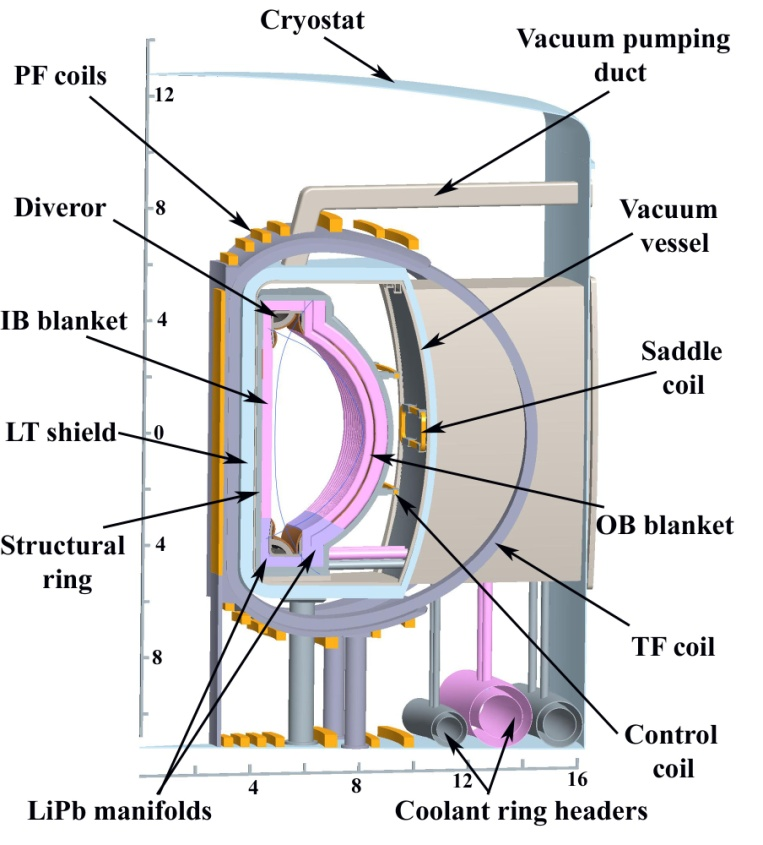 Cryostat
Vacuum pumping
duct
PF coils
12
Diveror
8
Vacuum
vessel
IB blanket
4
Saddle
coil
LT shield
0
OB blanket
Structural
ring
4
TF coil
8
Control
coil
4
8
12
16
LiPb manifolds
Coolant ring headers